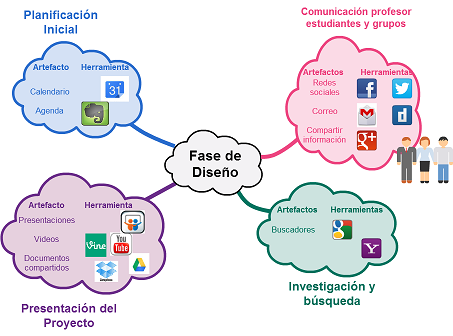 Planificación
Inicial
Artefacto Herramienta
Calendario
31
Agenda
Comunicación profesor
estudiantes y grupos
Artefactos Herramientas
Redes
sociales
Correo
Compartir
información
Fase de
Diseño
Artefacto Herramienta
Presentaciones
Videos
vine
You
Tube
Documentos
compartidos
Dropbox
Presentación del
Proyecto
Artefactos Herramientas
Buscadores
Investigación y
búsqueda